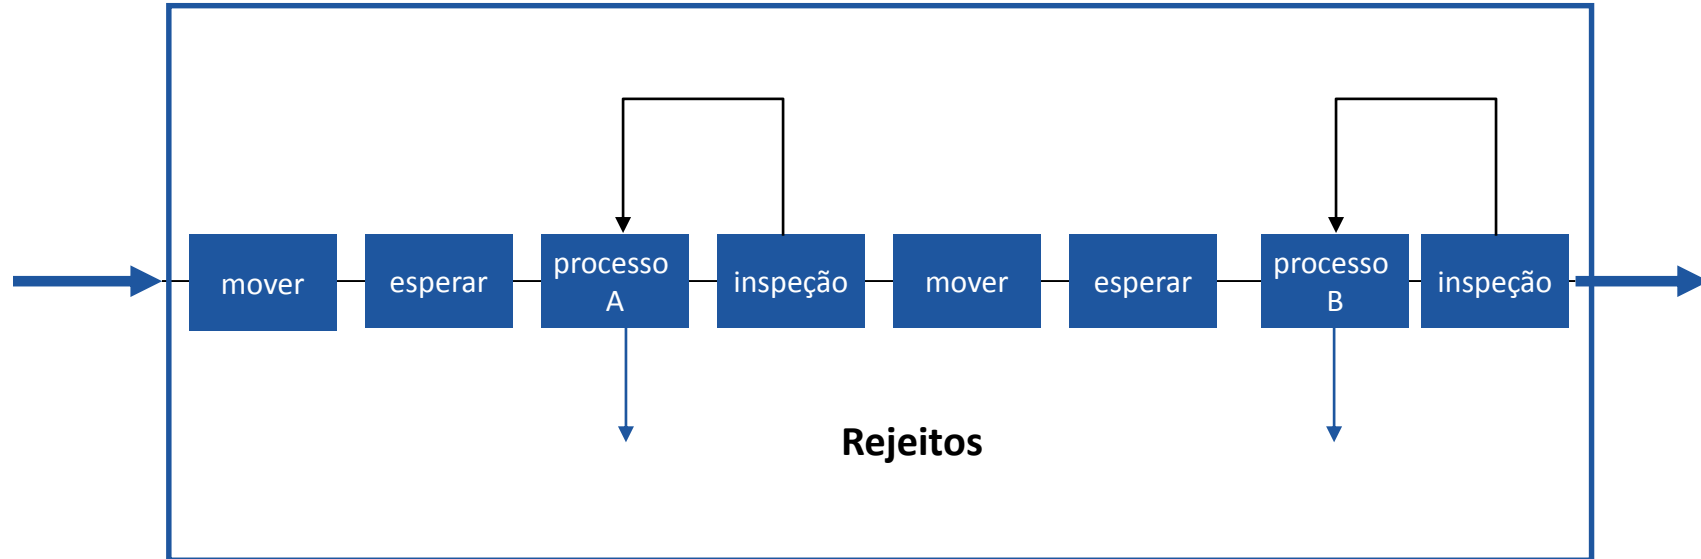 mover
esperar
processo
A
inspeção
mover
esperar
processo
B
inspeção
Rejeitos